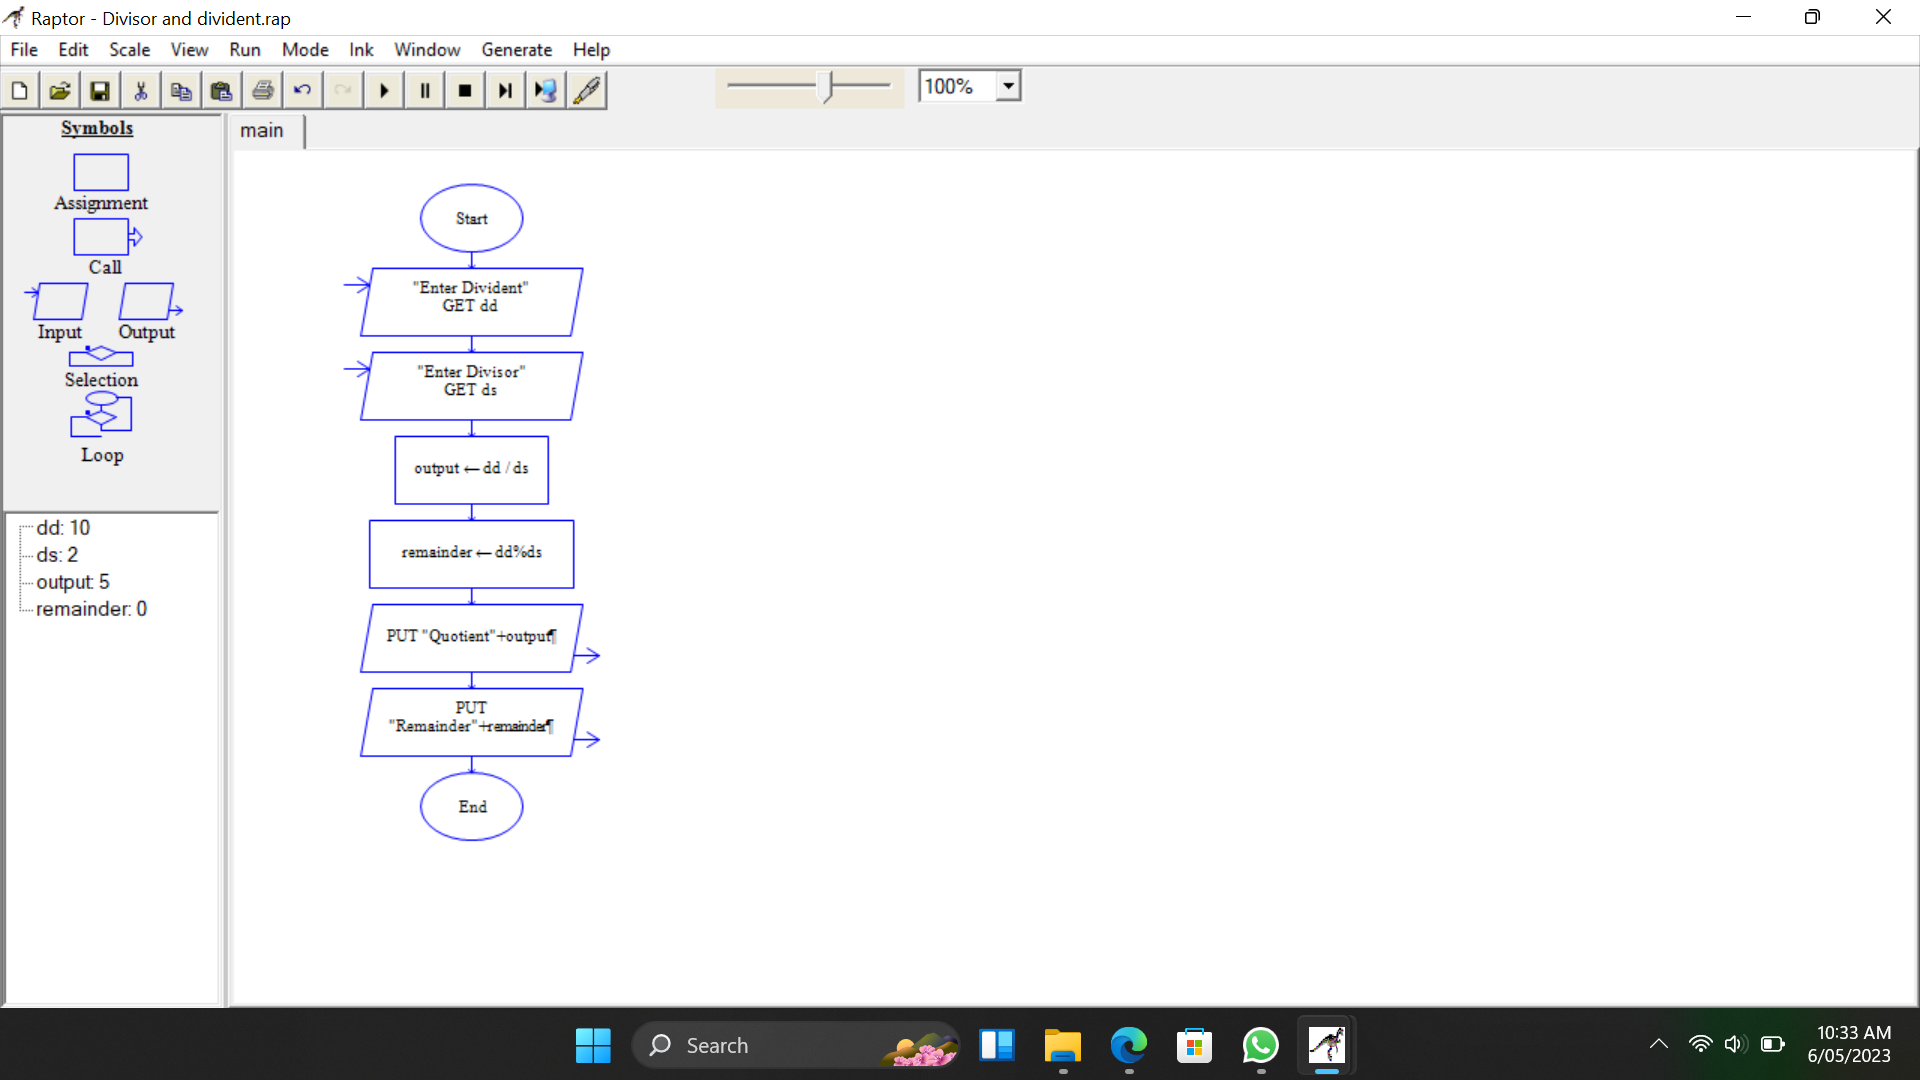 Raptor - Divisor and divident.rap
File Edit Scale View Run Mode Ink Window Generate Help
100%
Symbols
Assignment
Call
Input Output
Selection
Loop
dd: 10
ds: 2
output: 5
remainder: 0
main
Start
"Enter Divident"
GET dd
"Enter Divisor"
GET ds
output ← dd / ds
remainder ← dd%ds
PUT "Quotient"+output¶
PUT
"Remainder"+remainder¶
End
Search
10:33 AM
6/05/2023